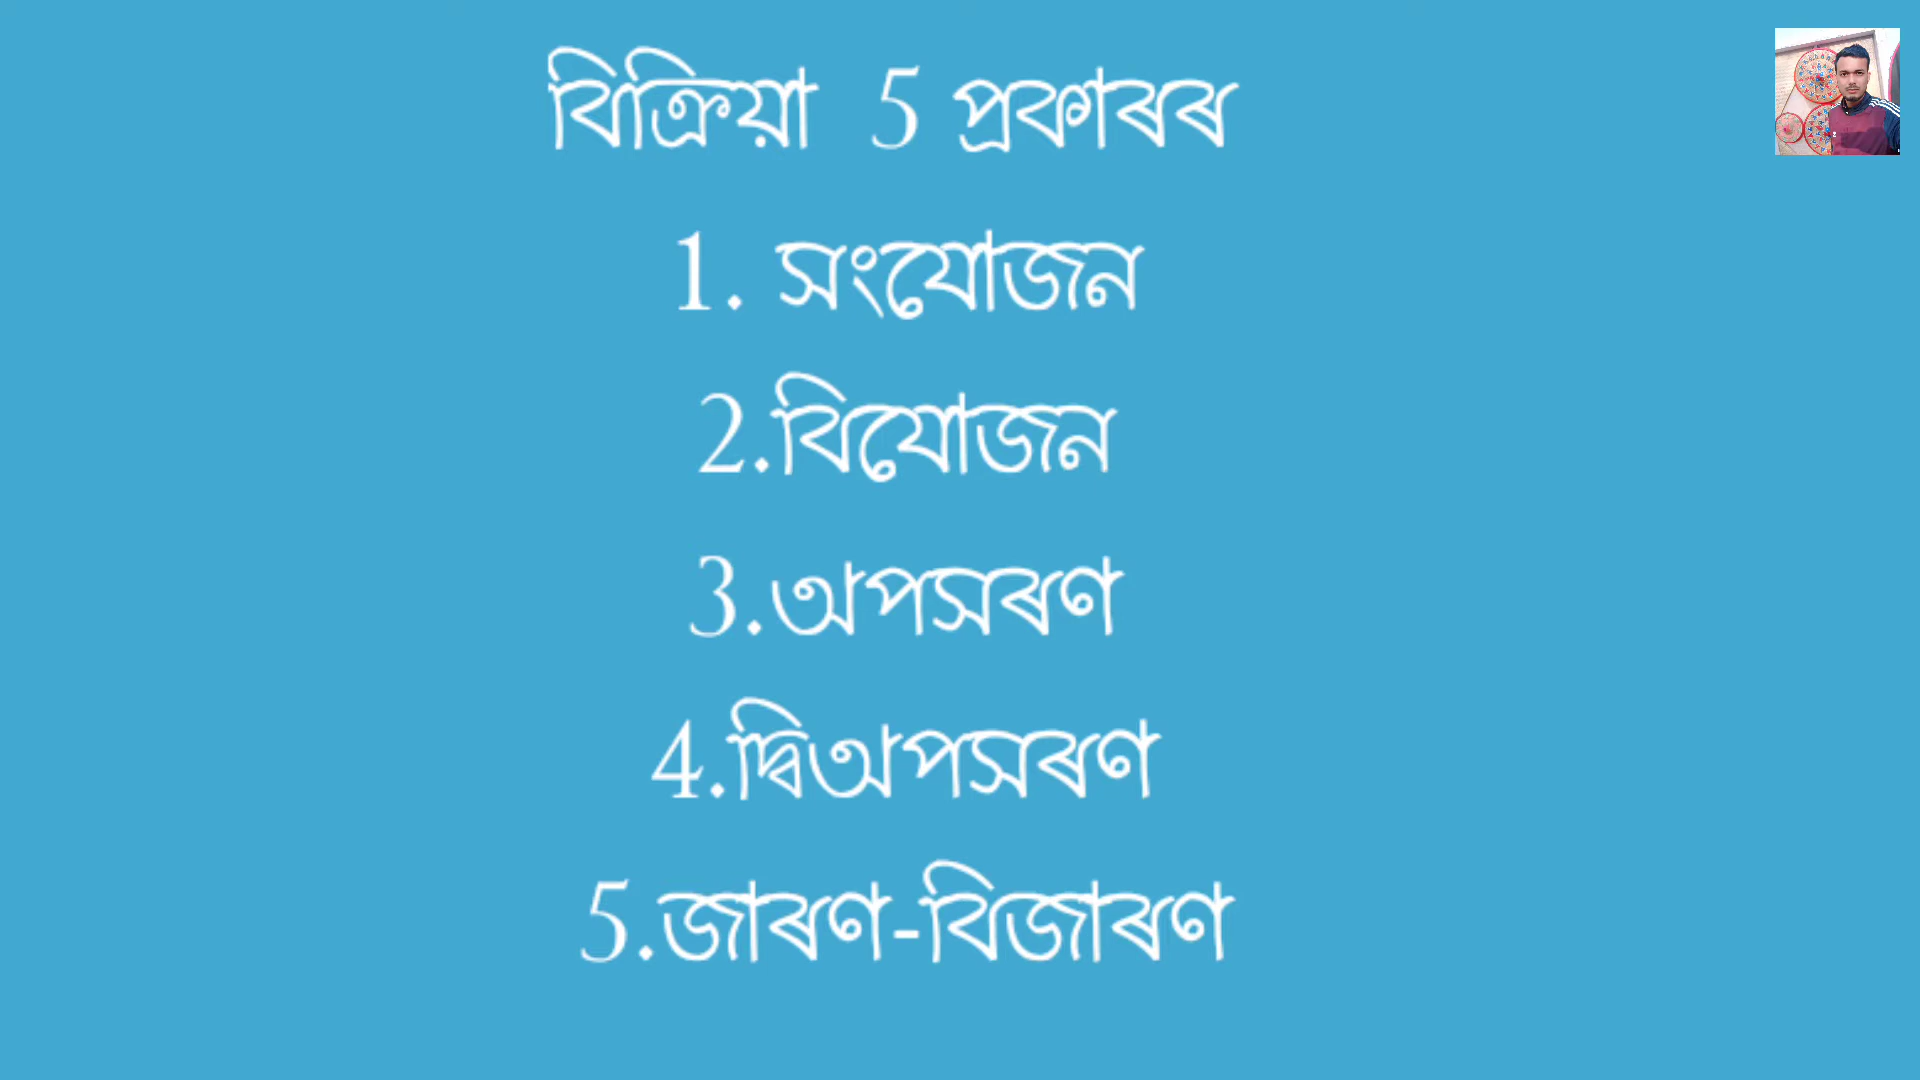 বিক্ৰিয়া 5 প্ৰকাৰৰ
1. সংযোজন
2.বিযোজন
3.অপসৰণ
4.দ্বিঅপসৰণ
5.জাৰণ-বিজাৰণ